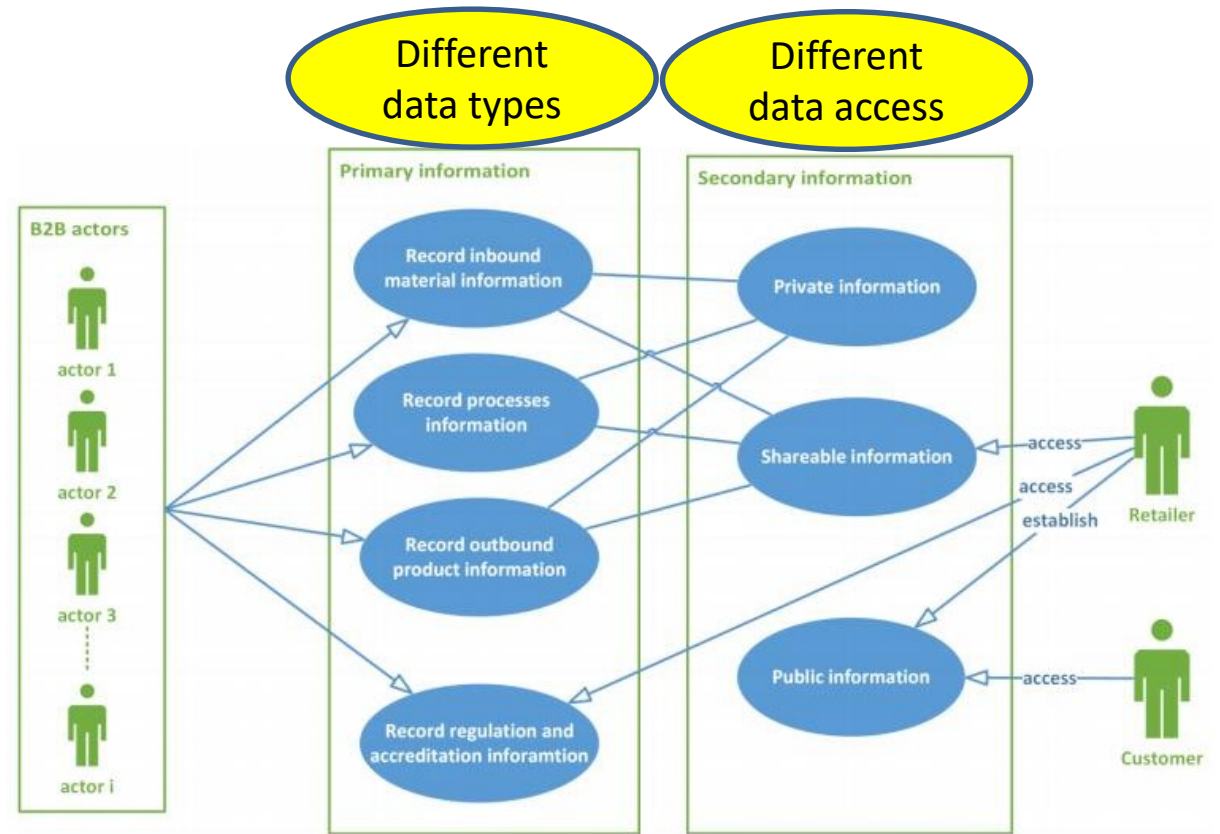 Different
data types
Different
data access
Primary information
Secondary information
B2B actors
actor 1
actor 2
actor 3
actor i
Record inbound
material information
Record processes
information
Record outbound
product information
Record regulation and
accreditation inforamtion
Private information
Shareable information
Public information
access
access
establish
access
Retailer
Customer